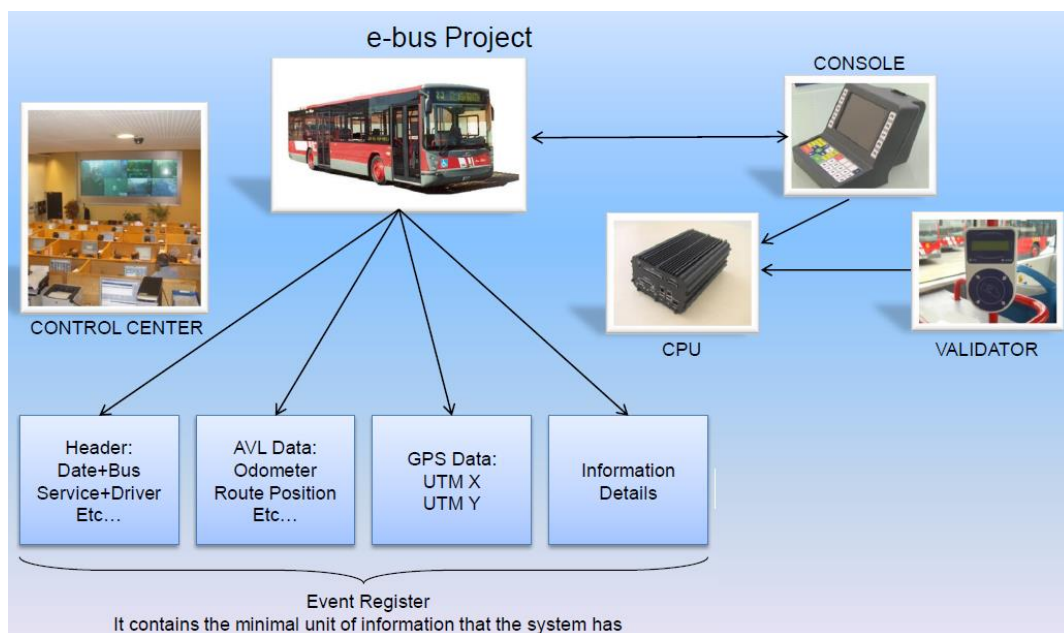 e-bus Project
CONSOLE
CONTROL CENTER
CPU
VALIDATOR
Header:
Date+Bus
Service+Driver
Etc…
AVL Data:
Odometer
Route Position
Etc…
GPS Data:
UTM X
UTM Y
Information
Details
Event Register
It contains the minimal unit of information that the system has